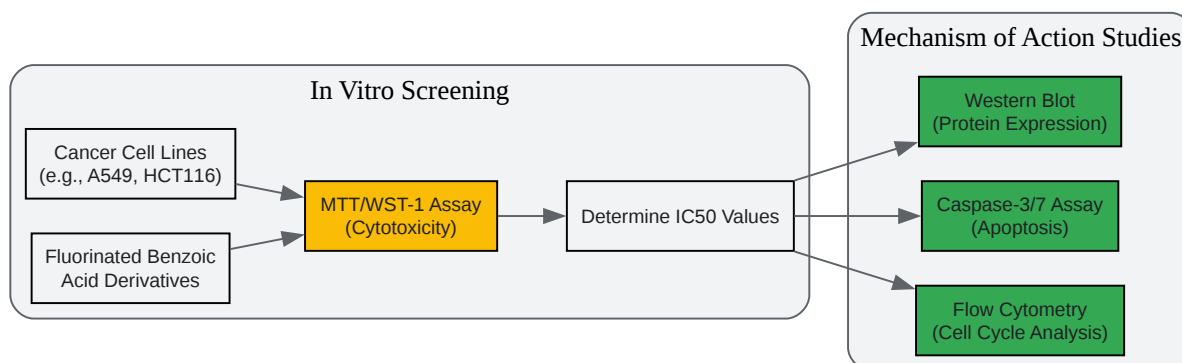 In Vitro Screening
Cancer Cell Lines
(e.g., A549, HCT116)
Fluorinated Benzoic
Acid Derivatives
MTT/WST-1 Assay
(Cytotoxicity)
Determine IC50 Values
Mechanism of Action Studies
Western Blot
(Protein Expression)
Caspase-3/7 Assay
(Apoptosis)
Flow Cytometry
(Cell Cycle Analysis)